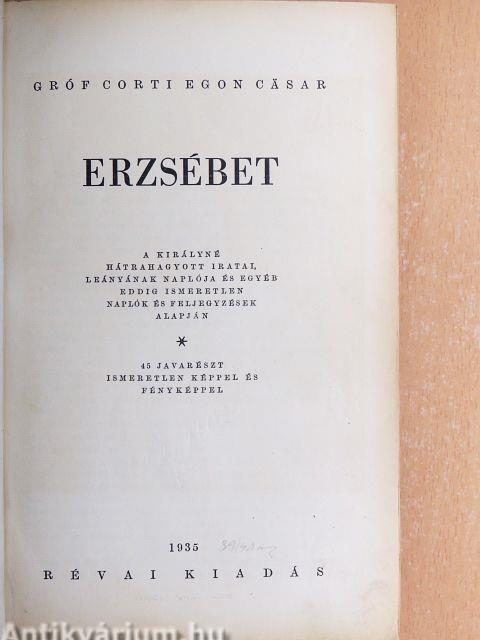 GRÓF CORTI EGON CÄSAR
ERZSÉBET
A KIRÁLYNÉ
HÁTRAHAGYOTT IRATAI,
LEÁNYÁNAK NAPLÓJA ÉS EGYÉB
EDDIG ISMERETLEN
NAPLÓK ÉS FELJEGYZÉSEK
ALAPJÁN
*
45 JAVARÉSZT
ISMERETLEN KÉPPEL ÉS
FÉNYKÉPPEL
1935
RÉVAI KIADÁS
Antikvárium.hu